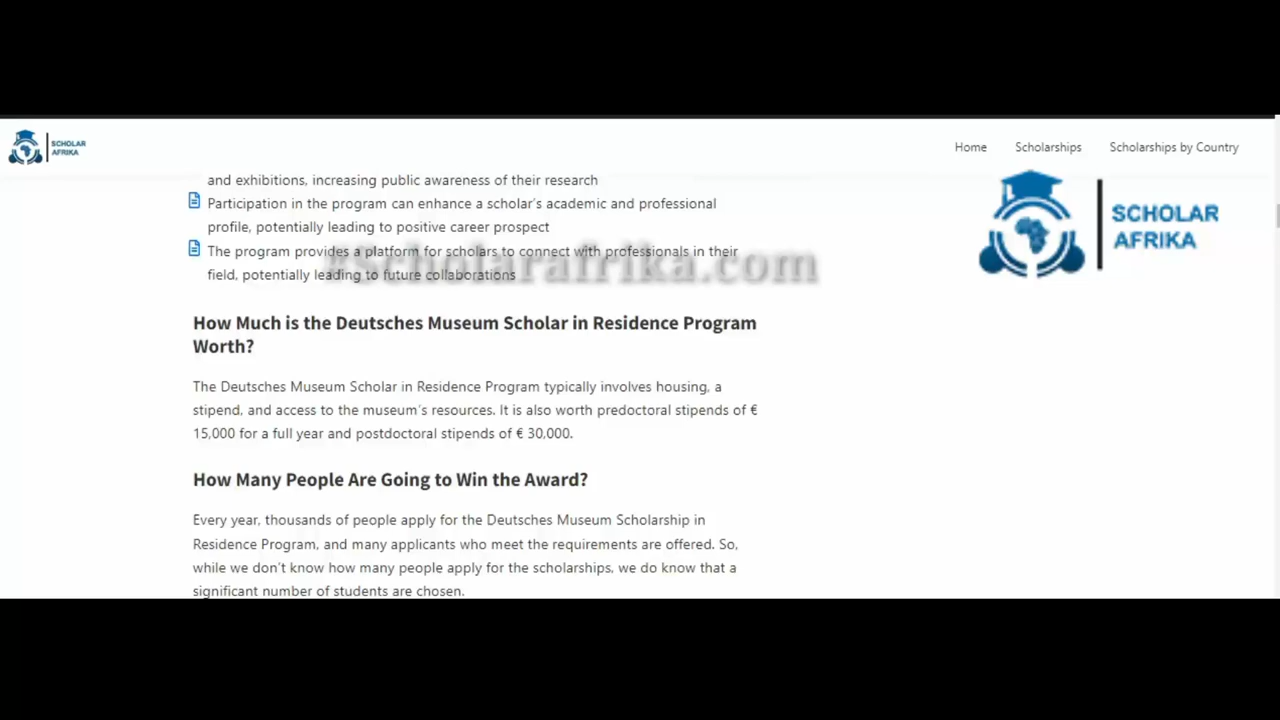 SCHOLAR
AFRIKA
Home
Scholarships
Scholarships by Country
and exhibitions, increasing public awareness of their research
Participation in the program can enhance a scholar's academic and professional
profile, potentially leading to positive career prospect
The program provides a platform for scholars to connect with professionals in their
field, potentially leading to future collaborations
scholarafrika.com
SCHOLAR
AFRIKA
How Much is the Deutsches Museum Scholar in Residence Program
Worth?
The Deutsches Museum Scholar in Residence Program typically involves housing, a
stipend, and access to the museum's resources. It is also worth predoctoral stipends of €
15,000 for a full year and postdoctoral stipends of € 30,000.
How Many People Are Going to Win the Award?
Every year, thousands of people apply for the Deutsches Museum Scholarship in
Residence Program, and many applicants who meet the requirements are offered. So,
while we don't know how many people apply for the scholarships, we do know that a
significant number of students are chosen.